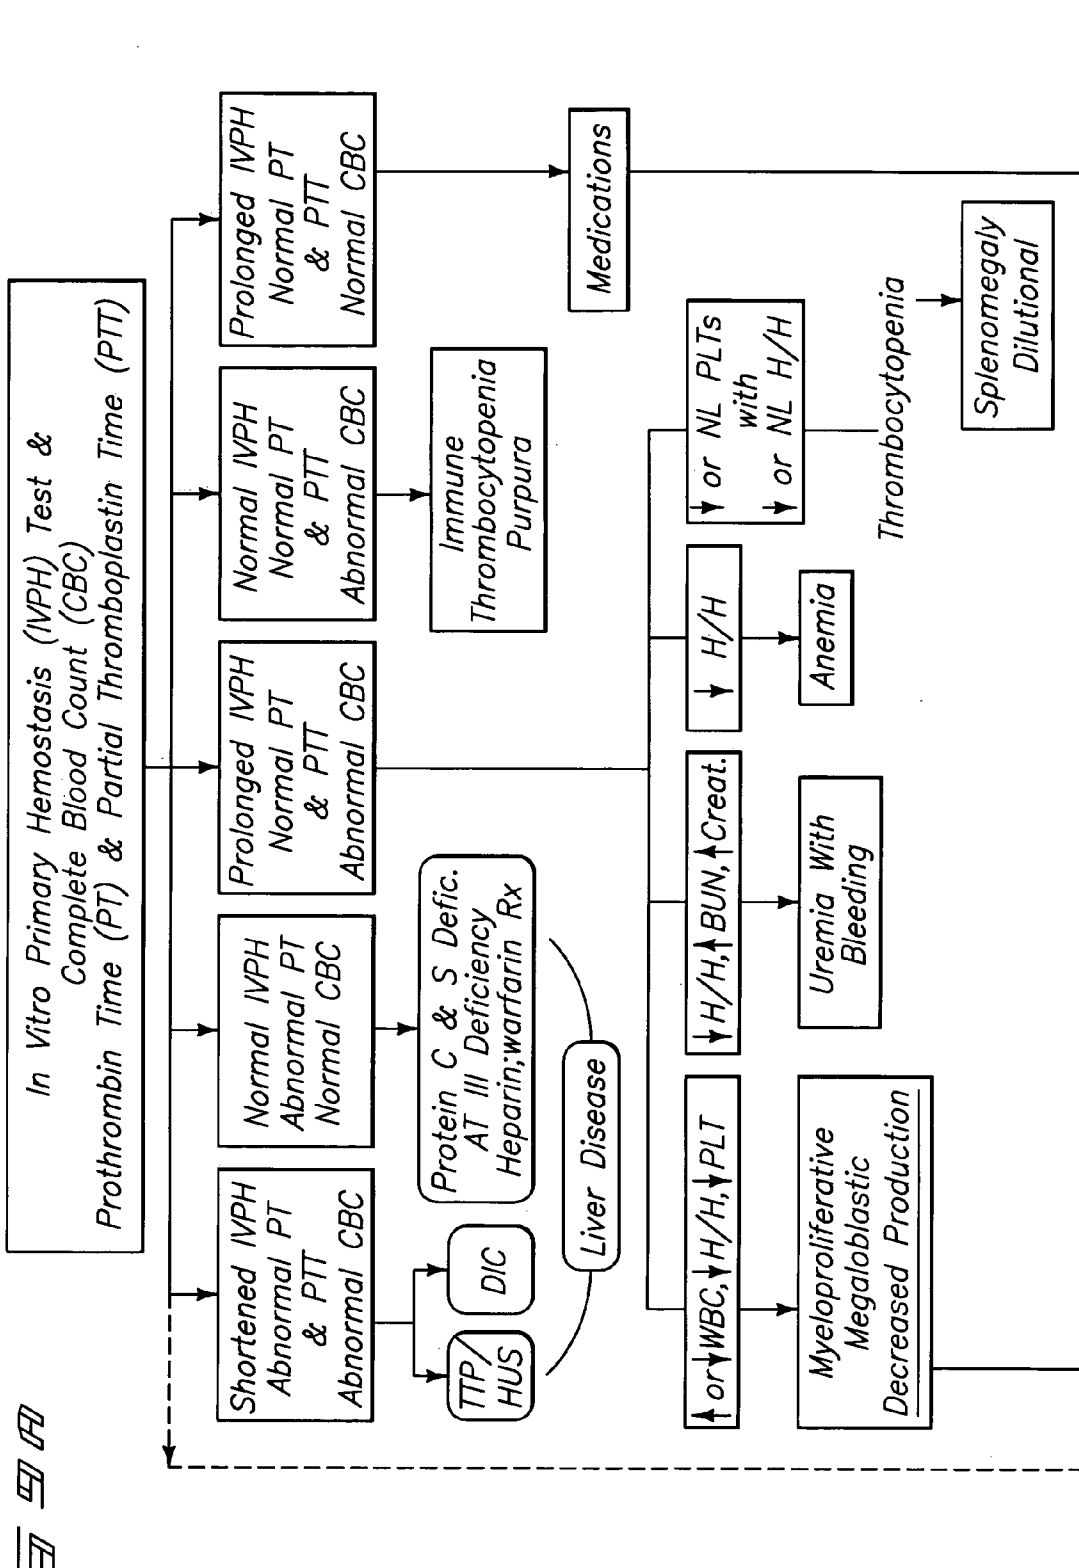 In Vitro Primary Hemostasis (IVPH) Test &
Complete Blood Count (CBC)
Prothrombin Time (PT) & Partial Thromboplastin Time (PTT)
Shortened IVPH
Abnormal PT
& PTT
Abnormal CBC
Normal IVPH
Abnormal PT
Normal CBC
Prolonged IVPH
Normal PT
& PTT
Abnormal CBC
Normal IVPH
Normal PT
& PTT
Abnormal CBC
Prolonged IVPH
Normal PT
& PTT
Normal CBC
TTP/
HUS
DIC
Protein C & S Defic.
AT III Deficiency
Heparin;warfarin Rx
Liver Disease
Immune
Thrombocytopenia
Purpura
Medications
↑ or↓WBC,↓H/H,↓PLT
↓H/H,↑BUN,↑Creat.
↓ H/H
↓ or NL PLTs
with
↓ or NL H/H
Myeloproliferative
Megaloblastic
Decreased Production
Uremia With
Bleeding
Anemia
Thrombocytopenia
Splenomegaly
Dilutional
9A